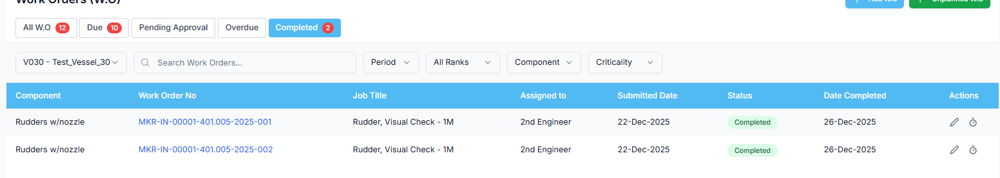 Work Orders (W.O)
+ Add W.O
+ Unplanned W.O
All W.O 12
Due 10
Pending Approval
Overdue
Completed 2
V030 - Test_Vessel_30
Search Work Orders...
Period
All Ranks
Component
Criticality
Component Work Order No Job Title Assigned to Submitted Date Status Date Completed Actions
Rudders w/nozzle MKR-IN-00001-401.005-2025-001 Rudder, Visual Check - 1M 2nd Engineer 22-Dec-2025 Completed 26-Dec-2025
Rudders w/nozzle MKR-IN-00001-401.005-2025-002 Rudder, Visual Check - 1M 2nd Engineer 22-Dec-2025 Completed 26-Dec-2025